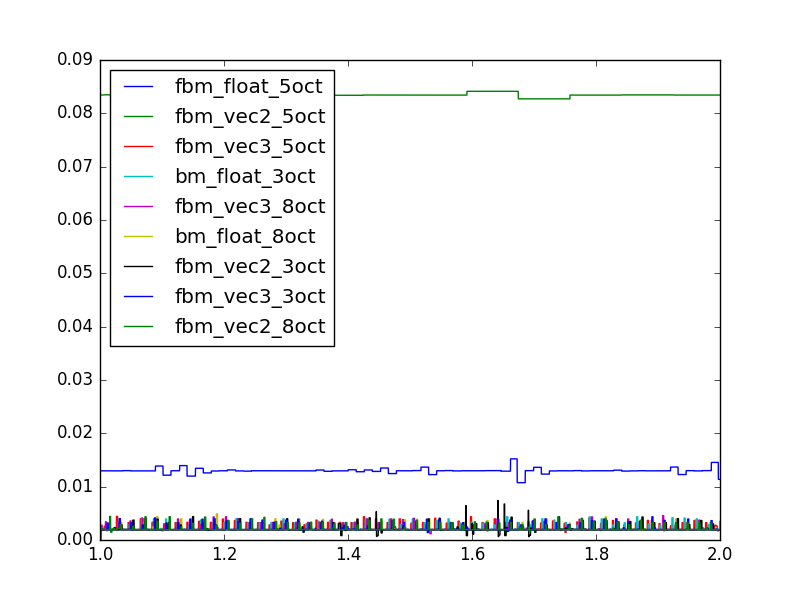 0.09
0.08
0.07
0.06
0.05
0.04
0.03
0.02
0.01
0.00
fbm_float_5oct
fbm_vec2_5oct
fbm_vec3_5oct
bm_float_3oct
fbm_vec3_8oct
bm_float_8oct
fbm_vec2_3oct
fbm_vec3_3oct
fbm_vec2_8oct
1.0 1.2 1.4 1.6 1.8 2.0